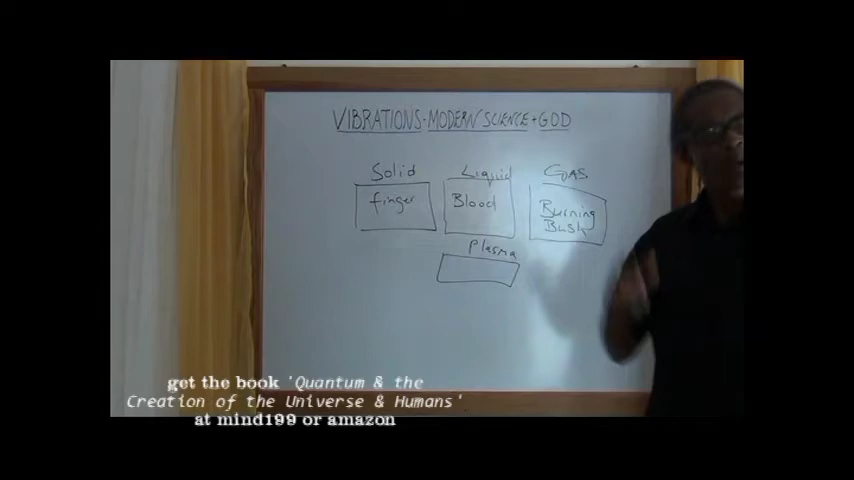 VIBRATIONS-MODERN SCIENCE + GOD
Solid Liquid GAS
finger Blood Burning
Bush
Plasma
get the book 'Quantum & the
Creation of the Universe & Humans'
at mind199 or amazon